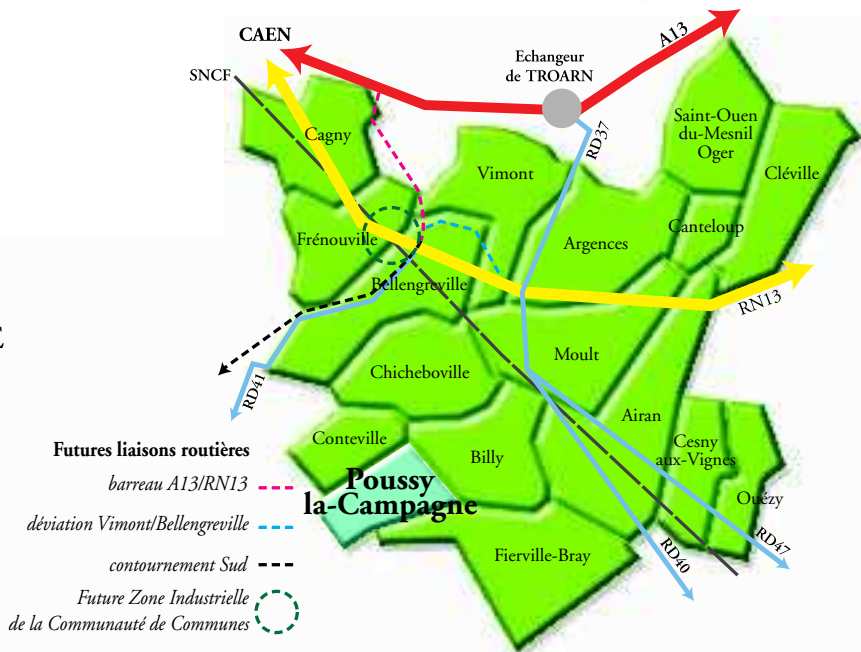 CAEN
A13
Echangeur
de TROARN
SNCF
RD37
Cagny
Saint-Ouen
du-Mesnil
Oger
Vimont
Cléville
Canteloup
Frénouville
Argences
Bellengreville
RN13
E
Moult
Chicheboville
RD41
Airan
Conteville
Cesny
aux-Vignes
Billy
Futures liaisons routières
Poussy
la-Campagne
barreau A13/RN13
Ouézy
déviation Vimont/Bellengreville
RD47
RD40
Fierville-Bray
contournement Sud
Future Zone Industrielle
de la Communauté de Communes